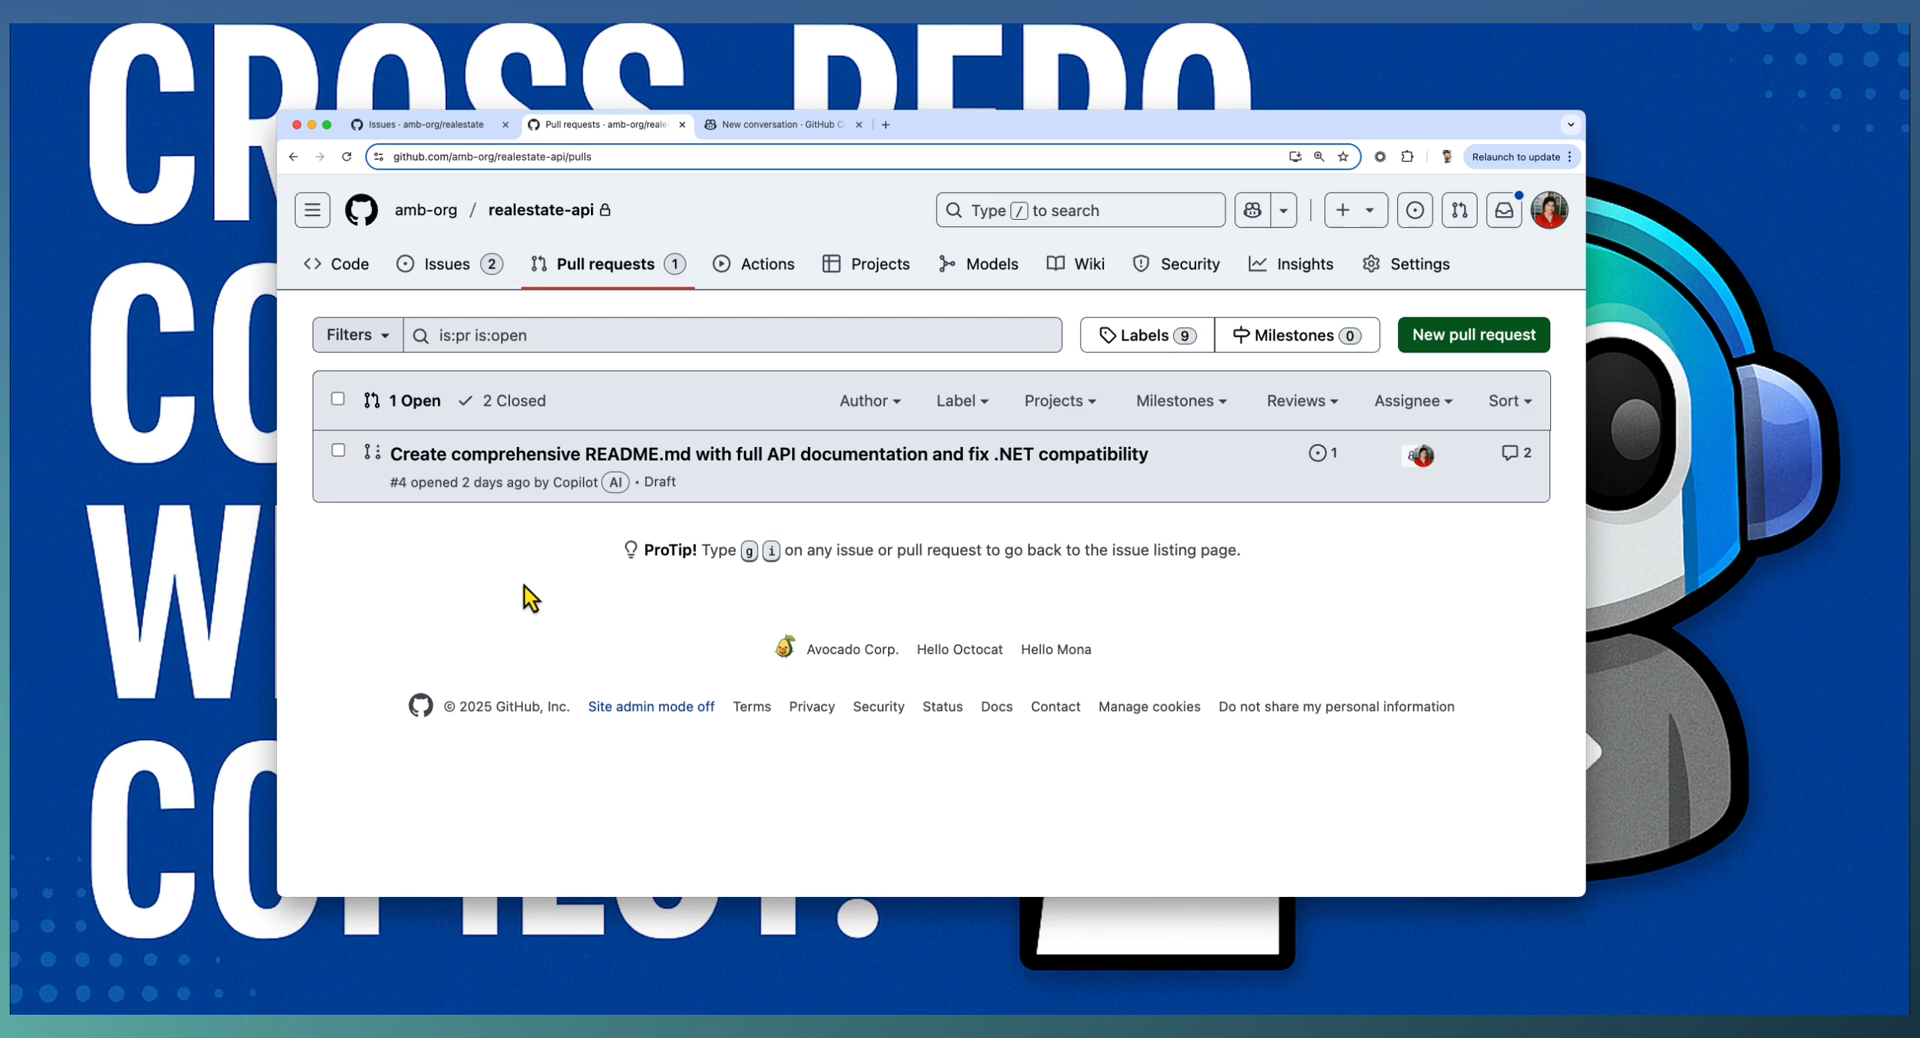 Issues · amb-org/realestate
Pull requests · amb-org/reale
New conversation · GitHub C
github.com/amb-org/realestate-api/pulls
Relaunch to update
amb-org / realestate-api
Type / to search
Code
Issues 2
Pull requests 1
Actions
Projects
Models
Wiki
Security
Insights
Settings
Filters
is:pr is:open
Labels 9
Milestones 0
New pull request
1 Open
2 Closed
Author
Label
Projects
Milestones
Reviews
Assignee
Sort
Create comprehensive README.md with full API documentation and fix .NET compatibility
1
2
#4 opened 2 days ago by Copilot AI • Draft
ProTip! Type g i on any issue or pull request to go back to the issue listing page.
Avocado Corp. Hello Octocat Hello Mona
© 2025 GitHub, Inc. Site admin mode off Terms Privacy Security Status Docs Contact Manage cookies Do not share my personal information